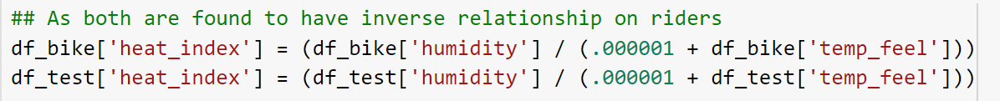 ## As both are found to have inverse relationship on riders
df_bike['heat_index'] = (df_bike['humidity'] / (.000001 + df_bike['temp_feel']))
df_test['heat_index'] = (df_test['humidity'] / (.000001 + df_test['temp_feel']))